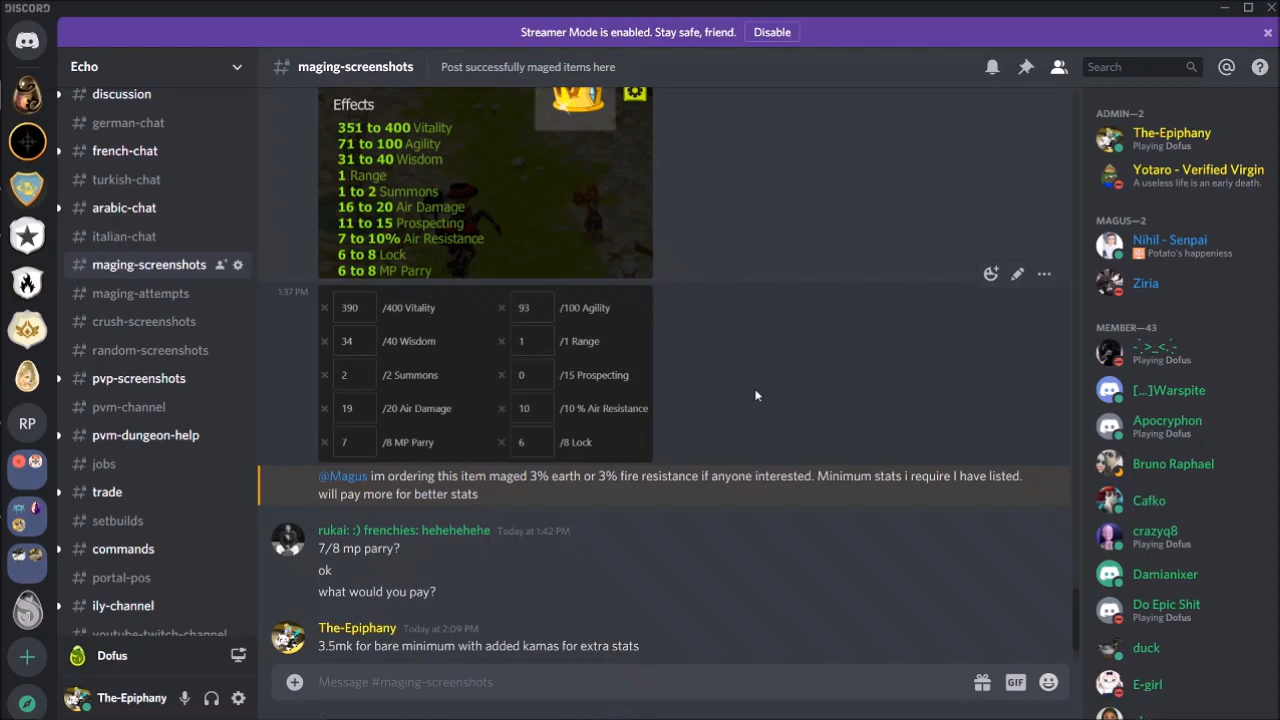 DISCORD
Streamer Mode is enabled. Stay safe, friend. Disable
Echo
maging-screenshots Post successfully maged items here
Search
discussion
german-chat
french-chat
turkish-chat
arabic-chat
italian-chat
maging-screenshots
maging-attempts
crush-screenshots
random-screenshots
pvp-screenshots
pvm-channel
pvm-dungeon-help
jobs
trade
setbuilds
commands
portal-pos
ily-channel
youtube-twitch-channel
RP
Dofus
The-Epiphany
Effects
351 to 400 Vitality
71 to 100 Agility
31 to 40 Wisdom
1 Range
1 to 2 Summons
16 to 20 Air Damage
11 to 15 Prospecting
7 to 10% Air Resistance
6 to 8 Lock
6 to 8 MP Parry
1:37 PM
390 /400 Vitality 93 /100 Agility
34 /40 Wisdom 1 /1 Range
2 /2 Summons 0 /15 Prospecting
19 /20 Air Damage 10 /10 % Air Resistance
7 /8 MP Parry 6 /8 Lock
@Magus im ordering this item maged 3% earth or 3% fire resistance if anyone interested. Minimum stats i require I have listed.
will pay more for better stats
rukai: :) frenchies: hehehehehe Today at 1:42 PM
7/8 mp parry?
ok
what would you pay?
The-Epiphany Today at 2:09 PM
3.5mk for bare minimum with added kamas for extra stats
Message #maging-screenshots
GIF
ADMIN—2
The-Epiphany
Playing Dofus
Yotaro - Verified Virgin
A useless life is an early death.
MAGUS—2
Nihil - Senpai
Potato's happeniess
Ziria
MEMBER—43
Playing Dofus
[...]Warspite
Apocryphon
Playing Dofus
Bruno Raphael
Cafko
crazyq8
Playing Dofus
Damianixer
Do Epic Shit
Playing Dofus
duck
E-girl